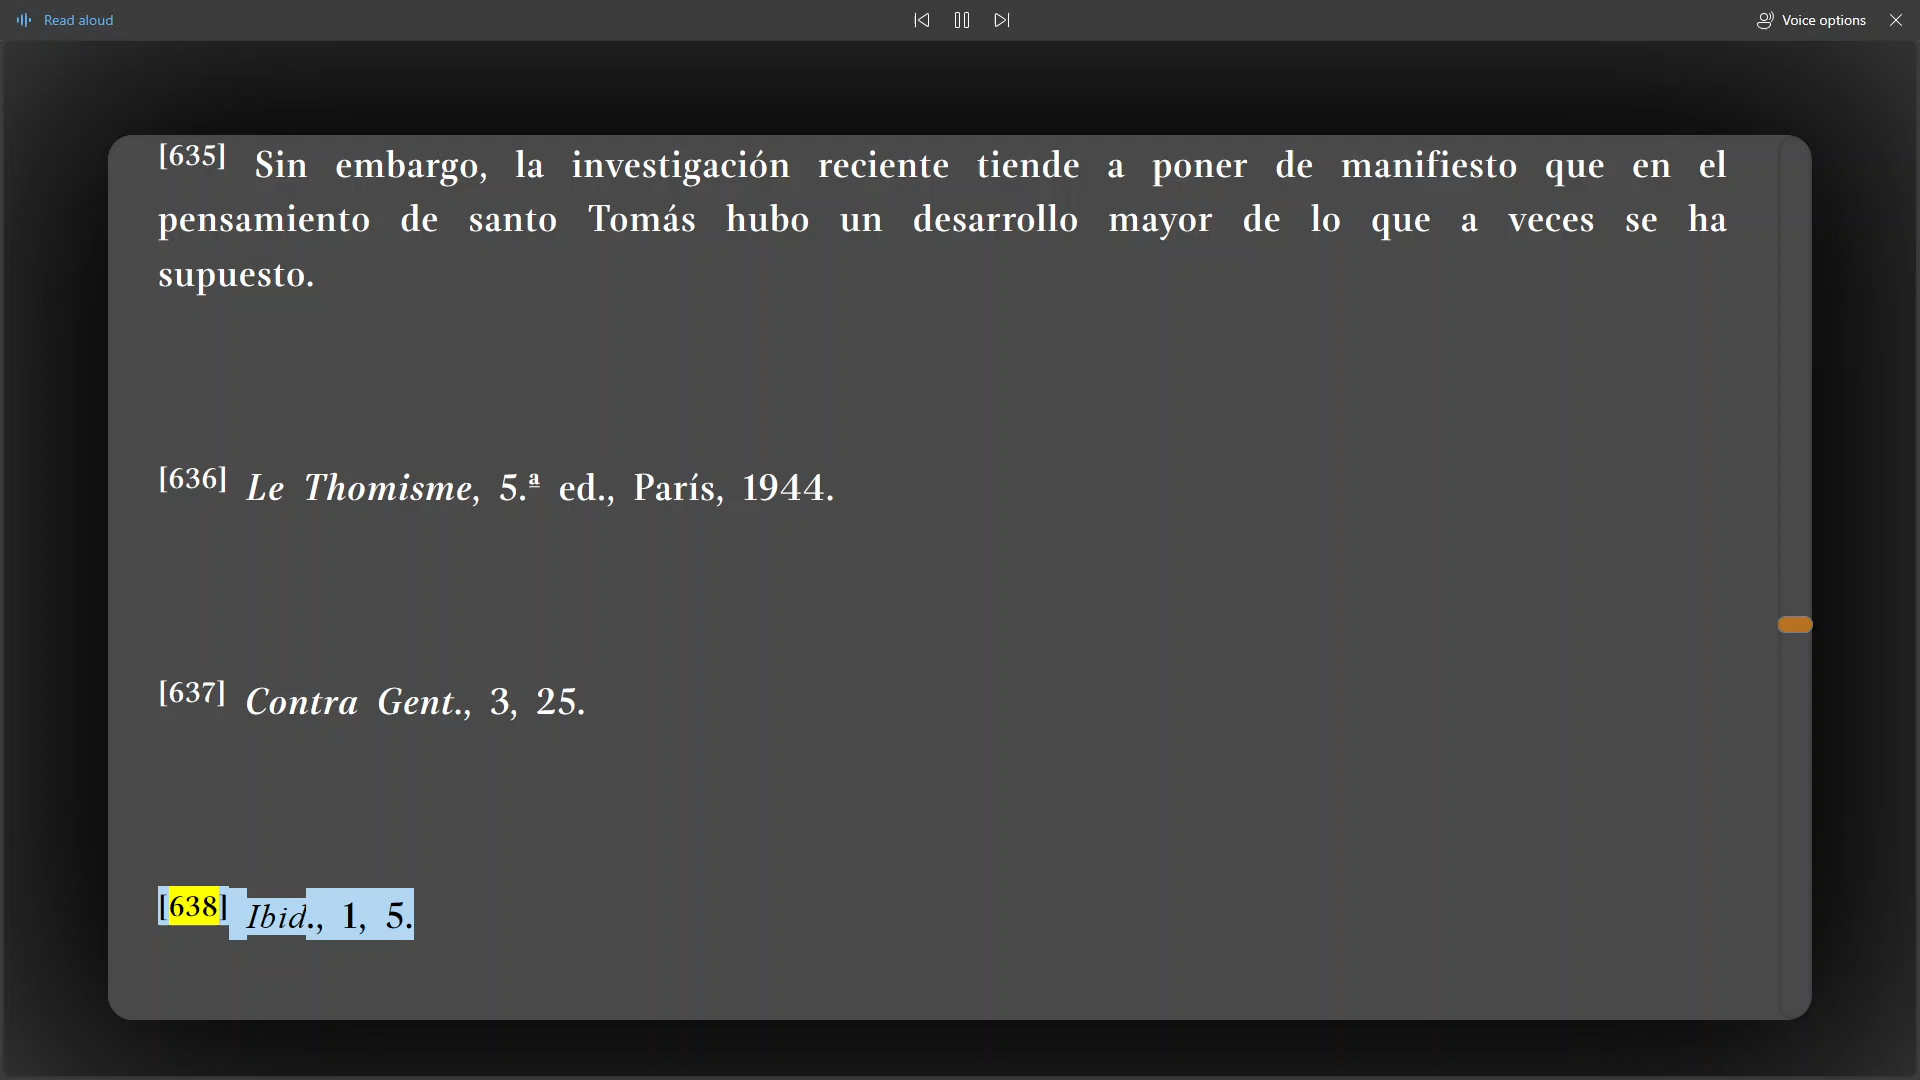 Read aloud
Voice options
[635] Sin embargo, la investigación reciente tiende a poner de manifiesto que en el
pensamiento de santo Tomás hubo un desarrollo mayor de lo que a veces se ha
supuesto.
[636] Le Thomisme, 5.ª ed., París, 1944.
[637] Contra Gent., 3, 25.
[638] Ibid., 1, 5.